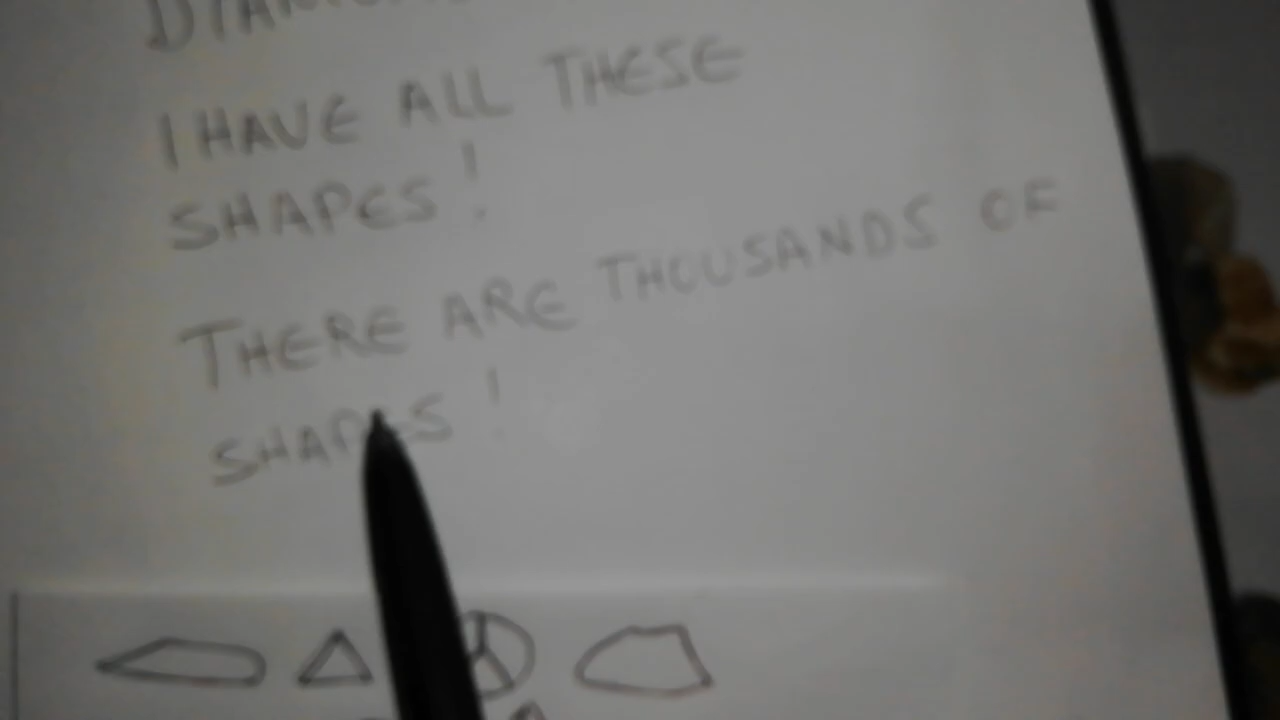 I HAVE ALL THESE
SHAPES!
THERE ARE THOUSANDS OF
SHAPES!